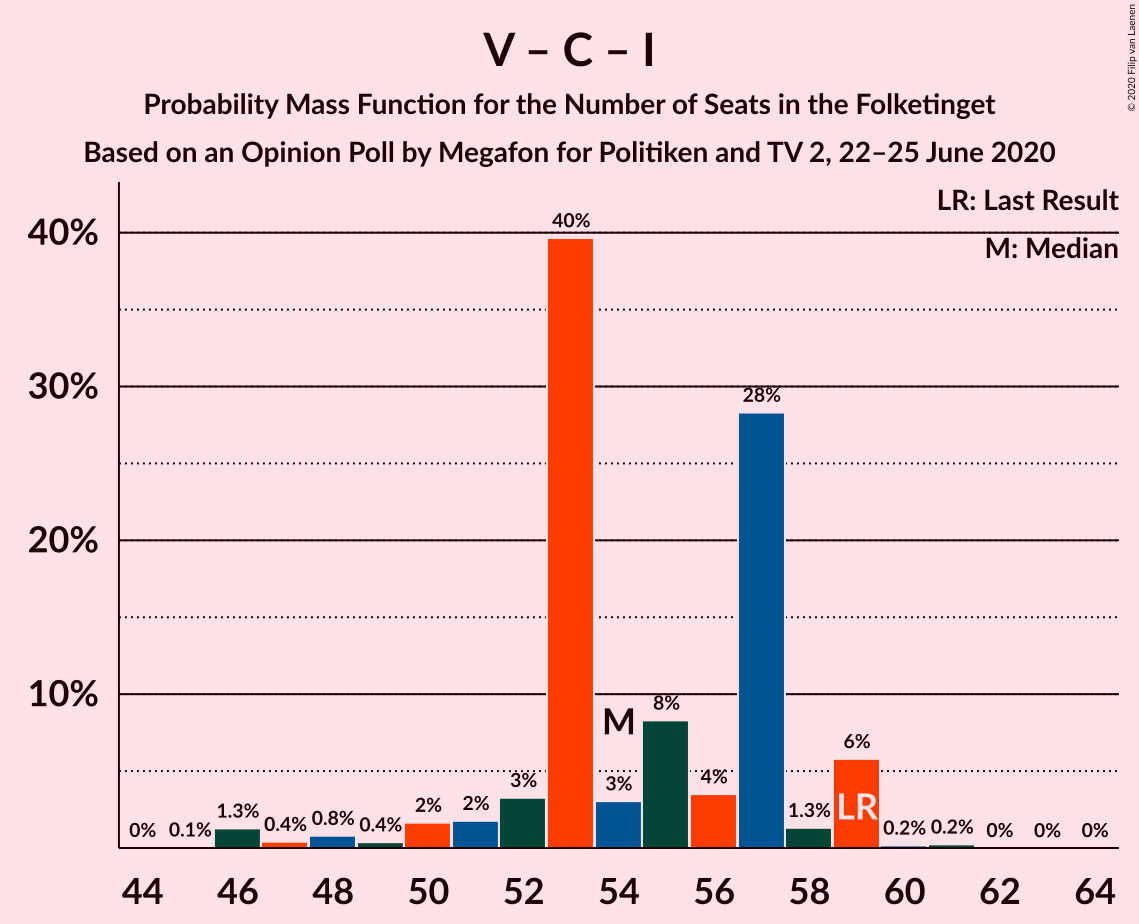 V – C – I
Probability Mass Function for the Number of Seats in the Folketinget
Based on an Opinion Poll by Megafon for Politiken and TV 2, 22–25 June 2020
© 2020 Filip van Laenen
LR: Last Result
M: Median
40%
30%
20%
10%
0% 0.1% 1.3% 0.4% 0.8% 0.4% 2% 2% 3% 40% 3% 8% 4% 28% 1.3% 6% 0.2% 0.2% 0% 0% 0%
M
LR
44 46 48 50 52 54 56 58 60 62 64